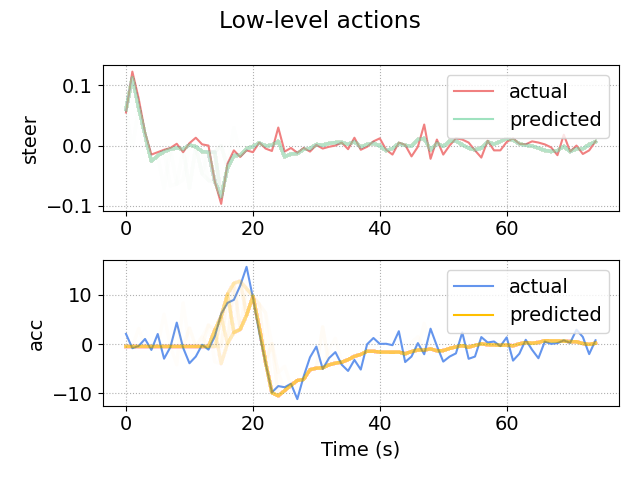 Low-level actions
steer
0.1
0.0
−0.1
actual
predicted
0
20
40
60
acc
10
0
−10
actual
predicted
0
20
40
60
Time (s)